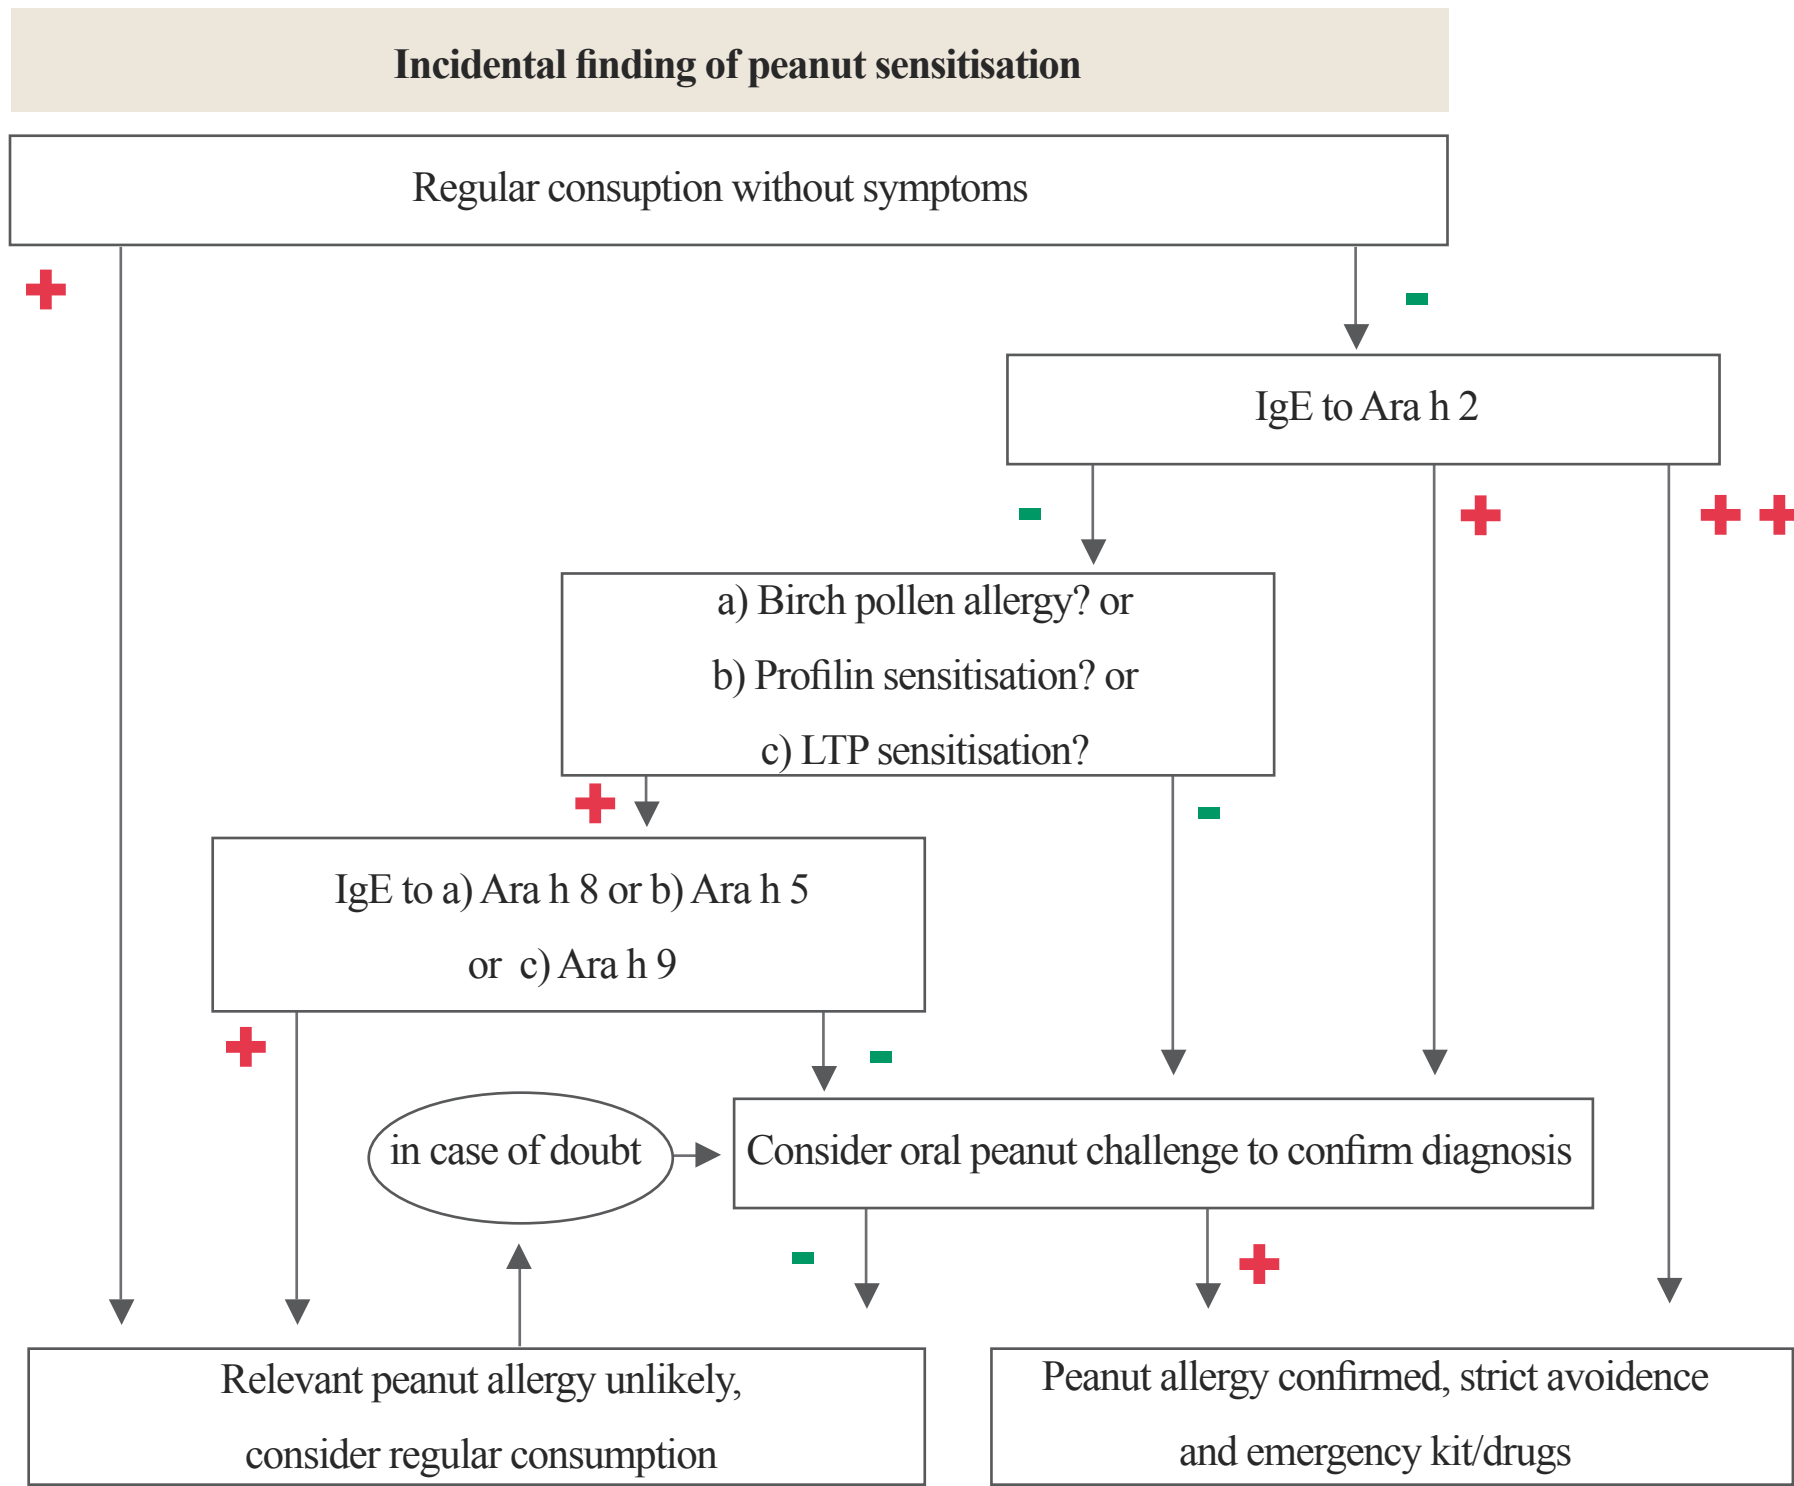 Incidental finding of peanut sensitisation
Regular consuption without symptoms
+
-
IgE to Ara h 2
-
+
+ +
a) Birch pollen allergy? or
b) Profilin sensitisation? or
c) LTP sensitisation?
+
-
IgE to a) Ara h 8 or b) Ara h 5
or c) Ara h 9
+
-
in case of doubt
Consider oral peanut challenge to confirm diagnosis
-
+
Relevant peanut allergy unlikely,
consider regular consumption
Peanut allergy confirmed, strict avoidence
and emergency kit/drugs